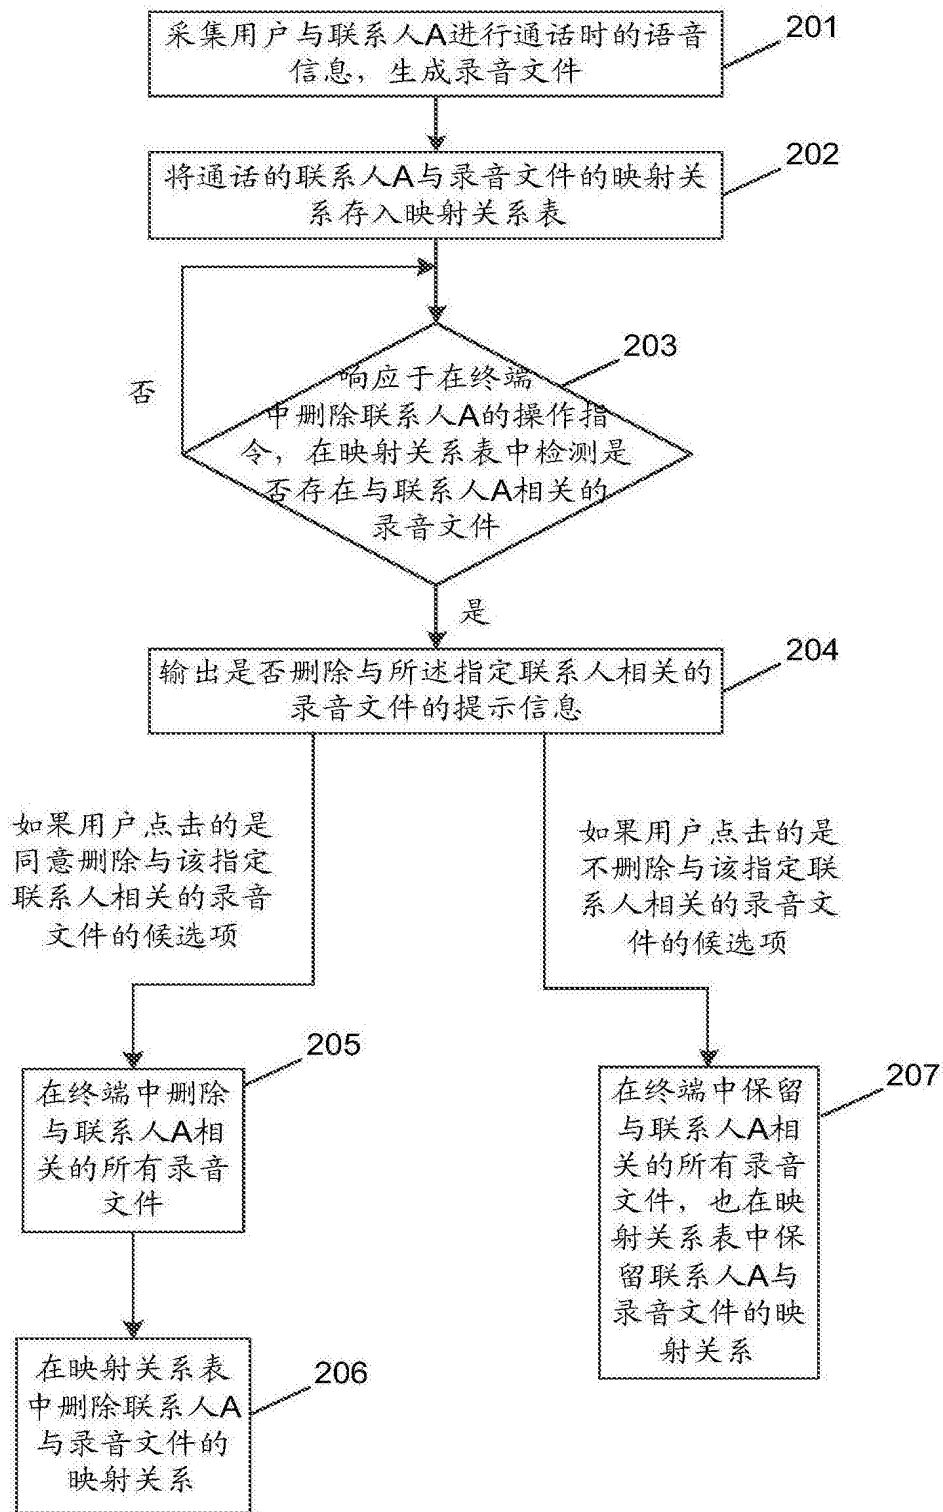 采集用户与联系人A进行通话时的语音
信息，生成录音文件
201
将通话的联系人A与录音文件的映射关
系存入映射关系表
202
203
响应于在终端
中删除联系人A的操作指
令，在映射关系表中检测是
否存在与联系人A相关的
录音文件
否
是
204
输出是否删除与所述指定联系人相关的
录音文件的提示信息
如果用户点击的是
同意删除与该指定
联系人相关的录音
文件的候选项
如果用户点击的是
不删除与该指定联
系人相关的录音文
件的候选项
205
在终端中删除
与联系人A相
关的所有录音
文件
207
在终端中保留
与联系人A相
关的所有录音
文件，也在映
射关系表中保
留联系人A与
录音文件的映
射关系
206
在映射关系表
中删除联系人A
与录音文件的
映射关系